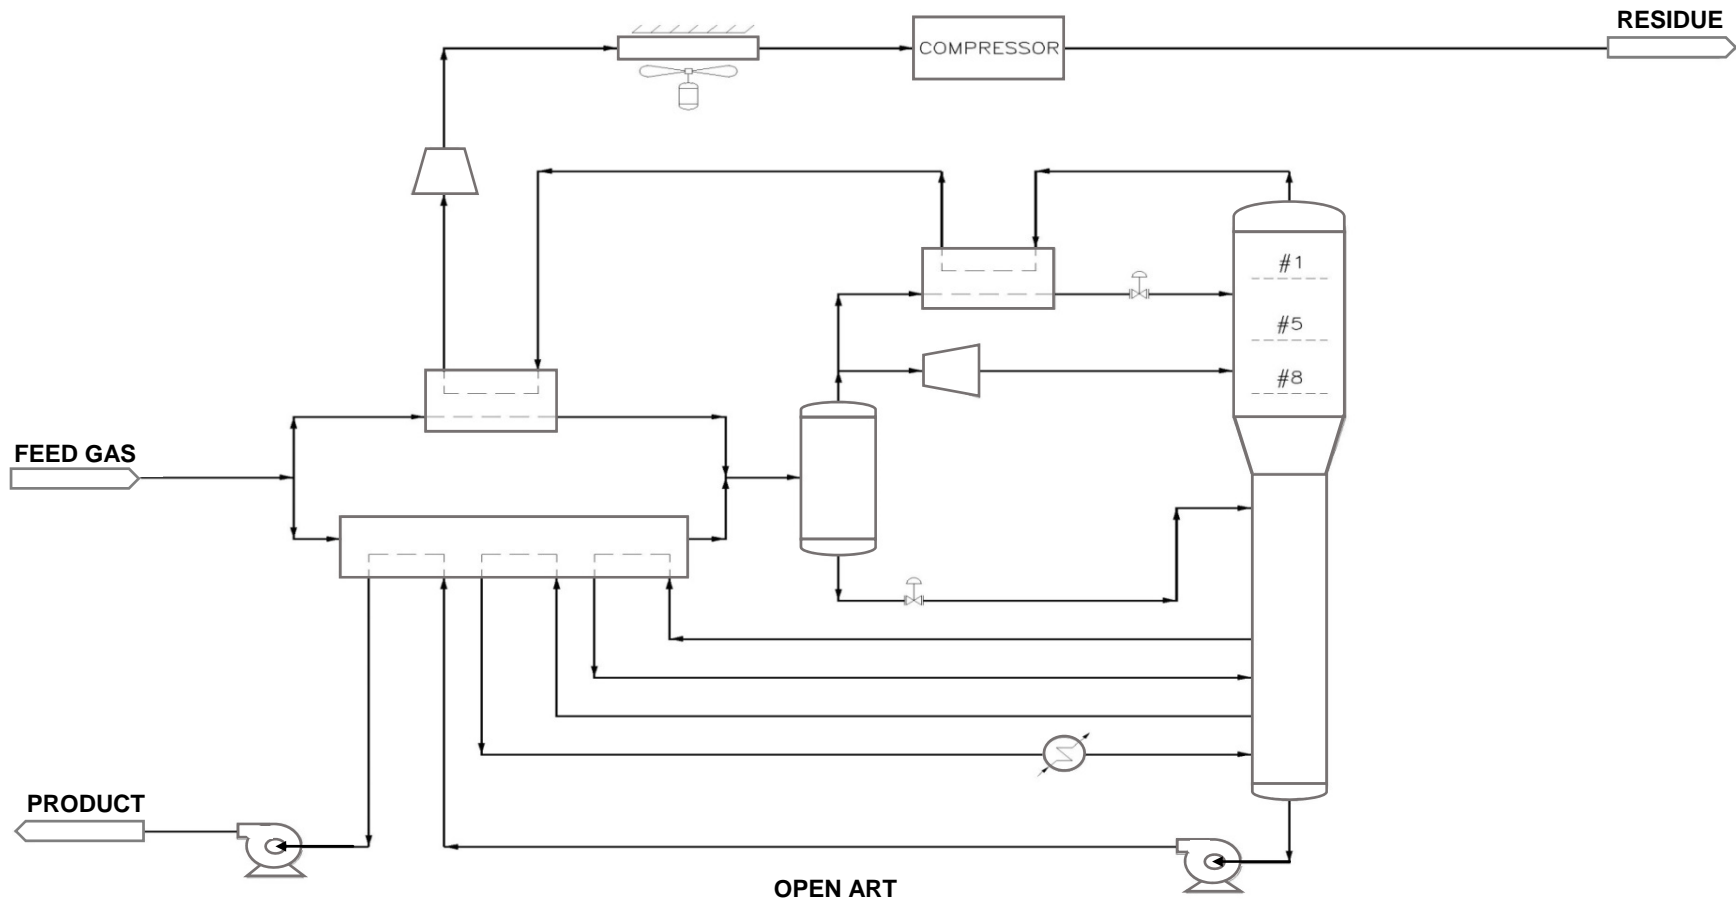 RESIDUE
COMPRESSOR
#1
#5
#8
FEED GAS
PRODUCT
OPEN ART